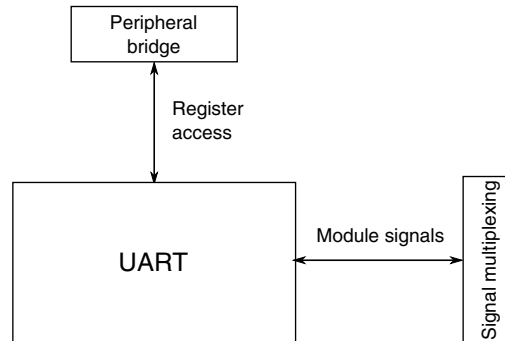 Peripheral
bridge
Register
access
UART
Module signals
Signal multiplexing